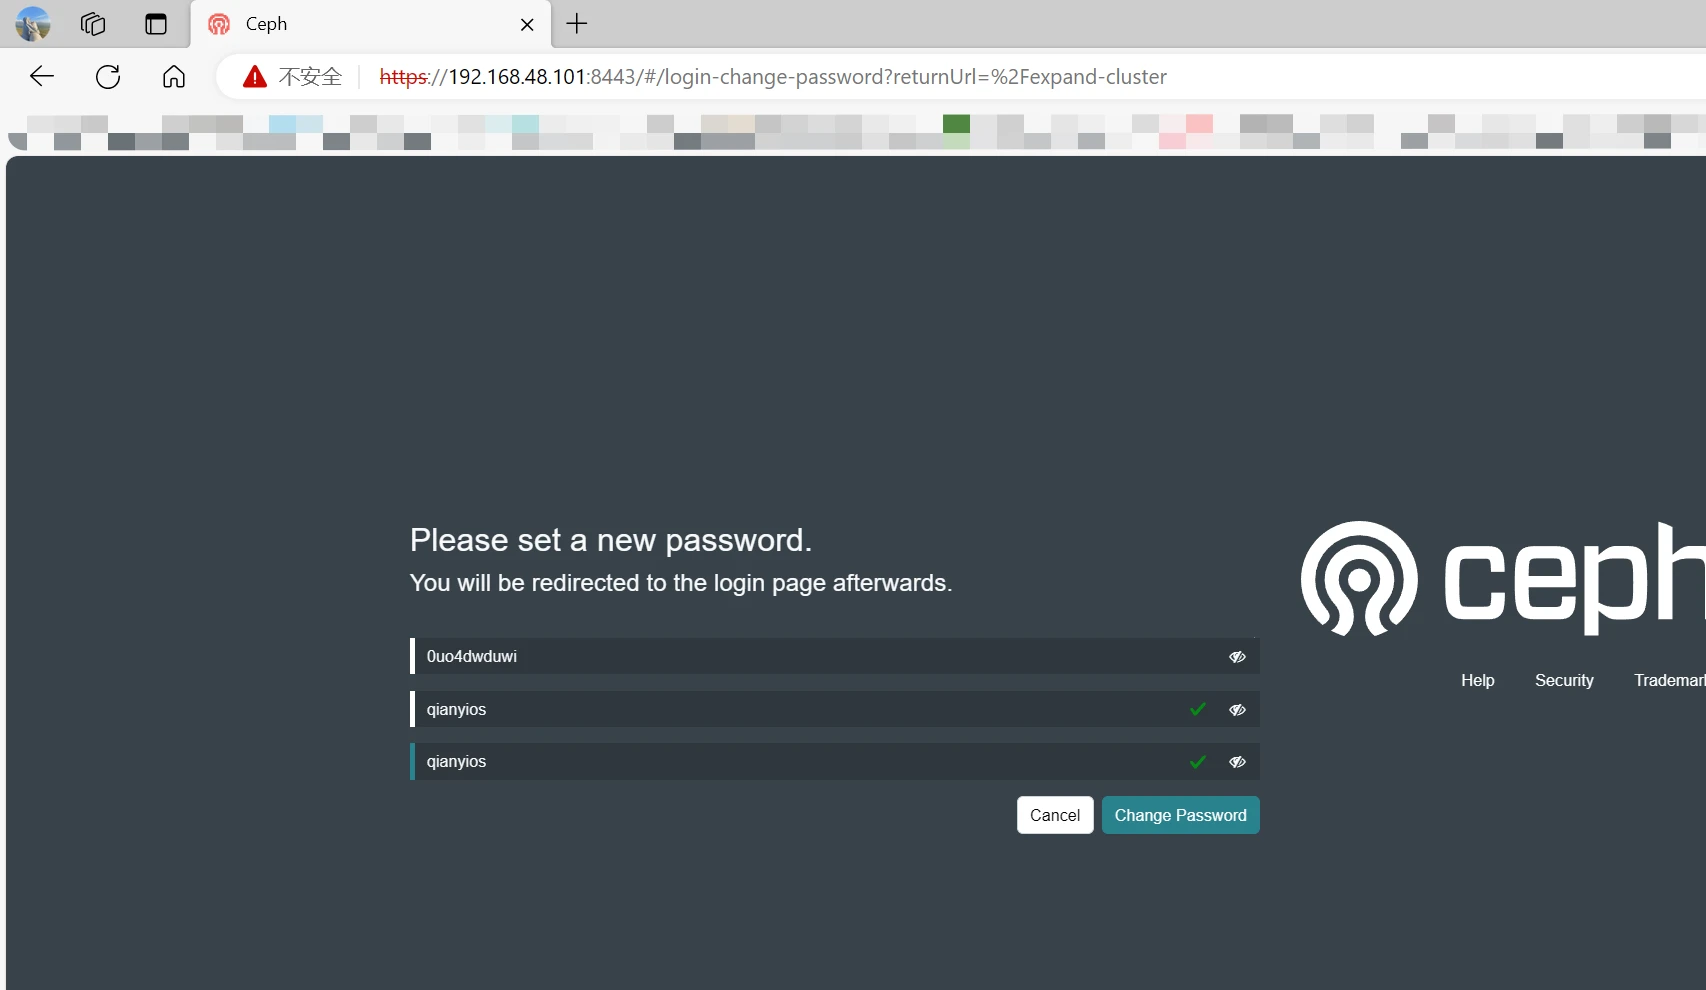 Ceph
不安全 https://192.168.48.101:8443/#/login-change-password?returnUrl=%2Fexpand-cluster
Please set a new password.
You will be redirected to the login page afterwards.
0uo4dwduwi
qianyios
qianyios
Cancel Change Password
ceph
Help Security Trademar